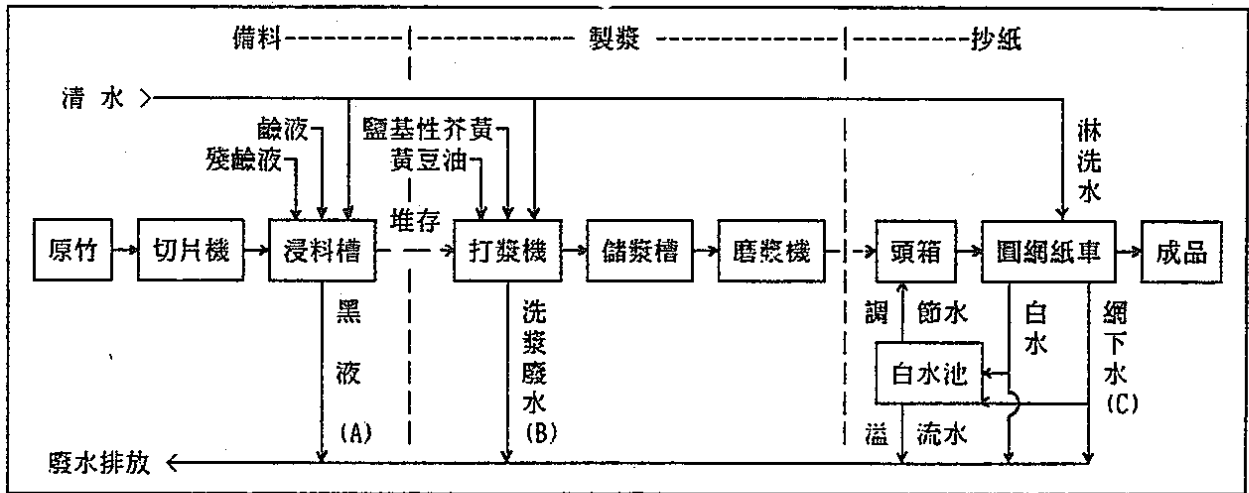 備料 製漿 抄紙
清水
鹼液
殘鹼液
鹽基性芥黃
黃豆油
淋洗水
原竹
切片機
浸料槽
堆存
打漿機
儲漿槽
磨漿機
頭箱
圓網紙車
成品
黑液(A)
洗漿廢水(B)
調節水
白水池
溢流水
白水
網下水(C)
廢水排放